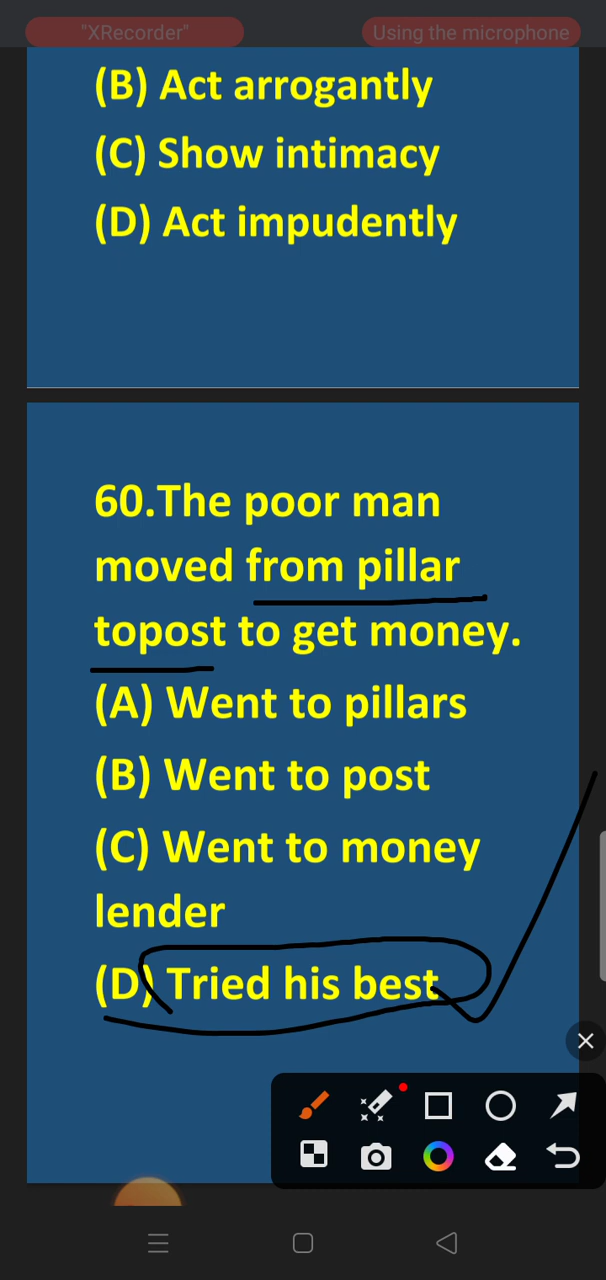 "XRecorder"
Using the microphone
(B) Act arrogantly
(C) Show intimacy
(D) Act impudently
60.The poor man
moved from pillar
topost to get money.
(A) Went to pillars
(B) Went to post
(C) Went to money
lender
(D) Tried his best